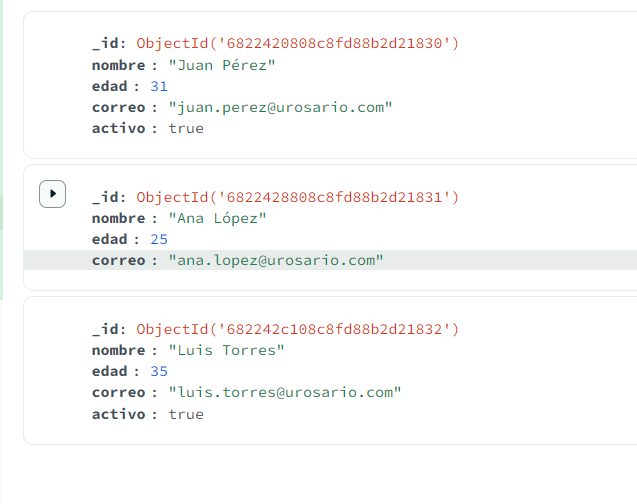 _id: ObjectId('6822420808c8fd88b2d21830')
nombre : "Juan Pérez"
edad : 31
correo : "juan.perez@urosario.com"
activo : true
_id: ObjectId('6822428808c8fd88b2d21831')
nombre : "Ana López"
edad : 25
correo : "ana.lopez@urosario.com"
_id: ObjectId('682242c108c8fd88b2d21832')
nombre : "Luis Torres"
edad : 35
correo : "luis.torres@urosario.com"
activo : true